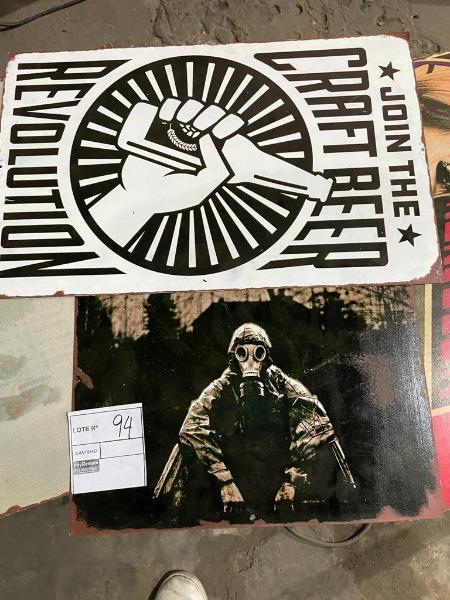 JOIN THE
CRAFT BEER
REVOLUTION
LOTE Nº 94
CANTIDAD